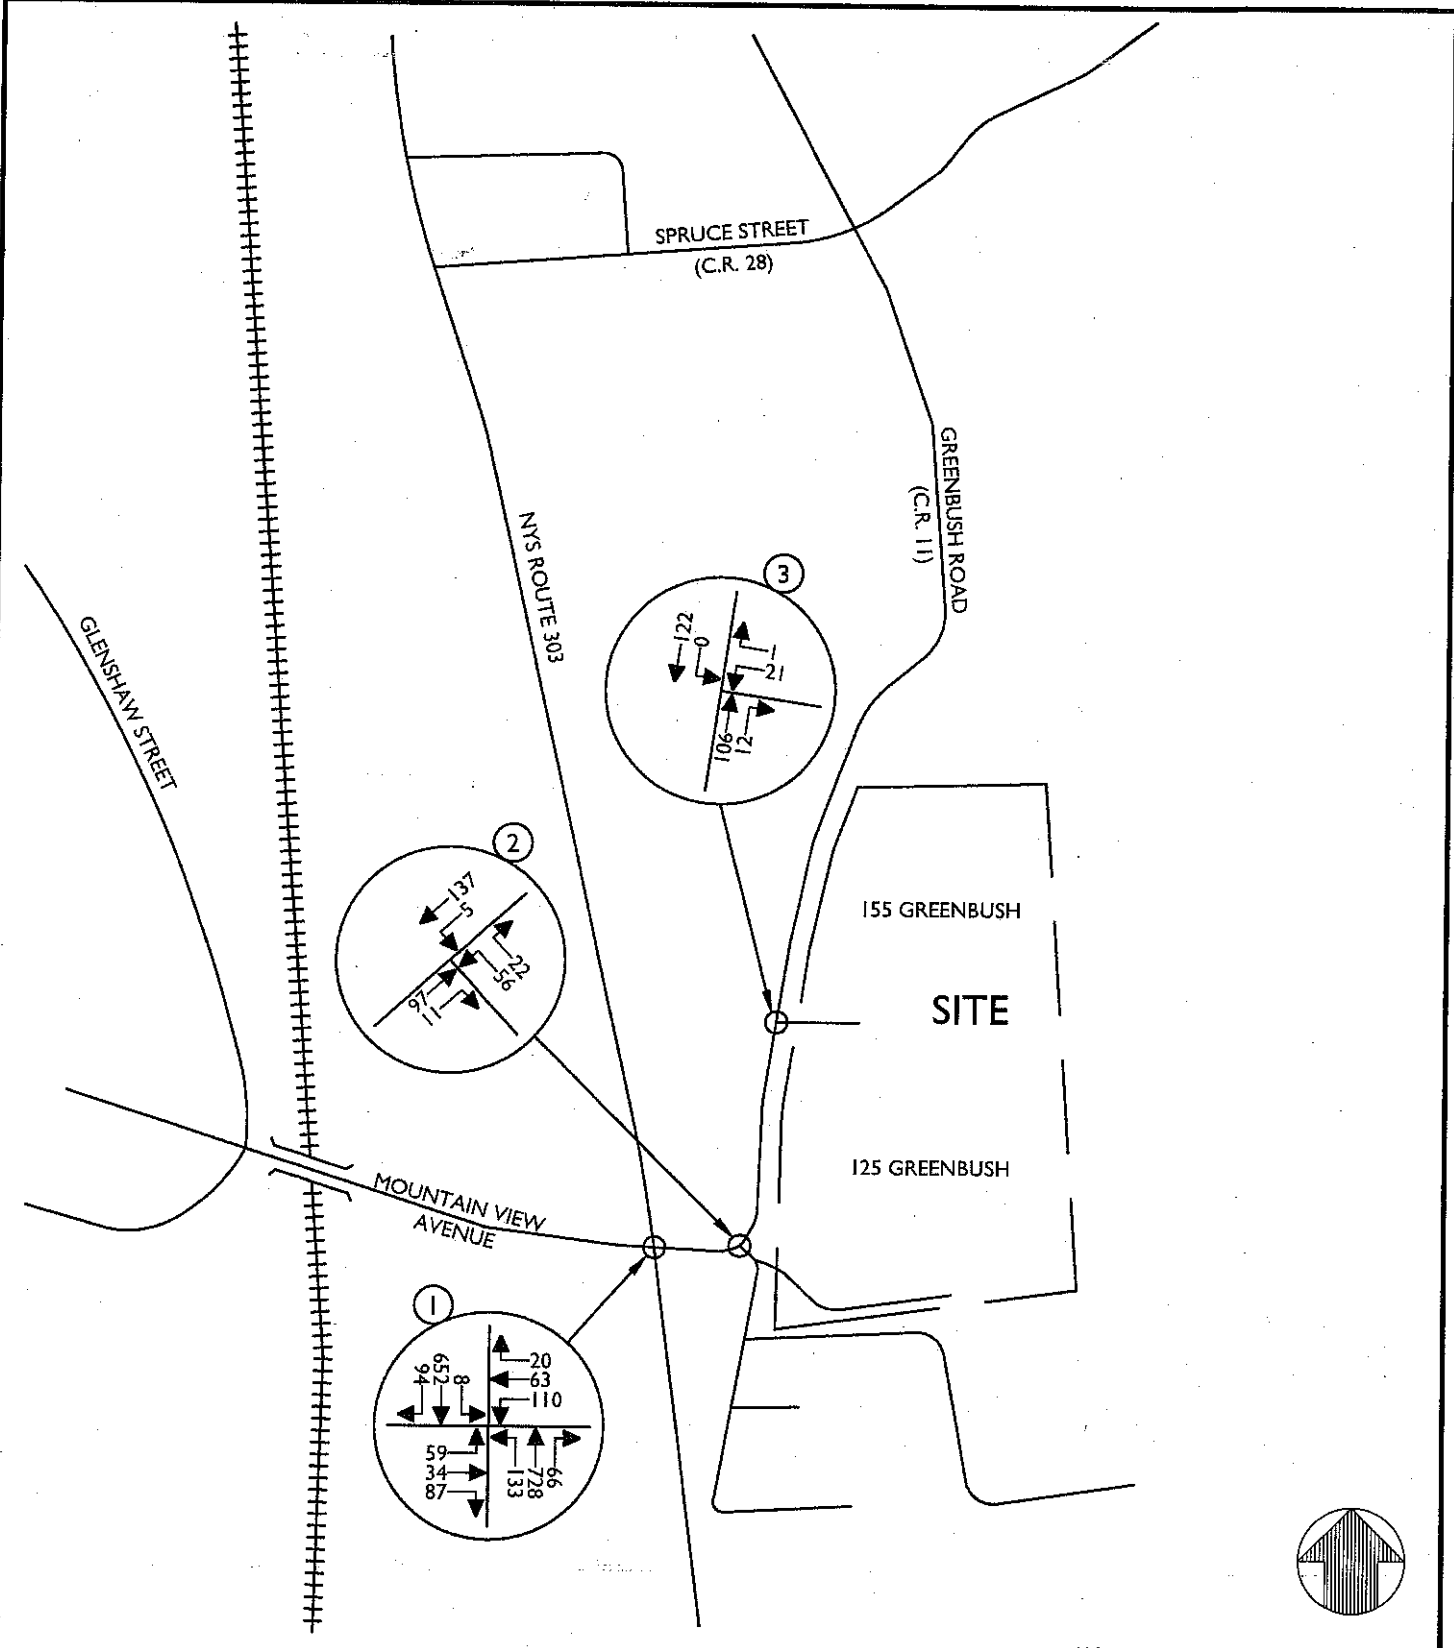 SPRUCE STREET
(C.R. 28)
GREENBUSH ROAD
(C.R. 11)
NYS ROUTE 303
GLENSHAW STREET
3
122
0
1
21
106
12
2
137
5
22
56
97
11
155 GREENBUSH
SITE
125 GREENBUSH
MOUNTAIN VIEW
AVENUE
1
94
652
8
20
63
110
59
34
87
133
728
66